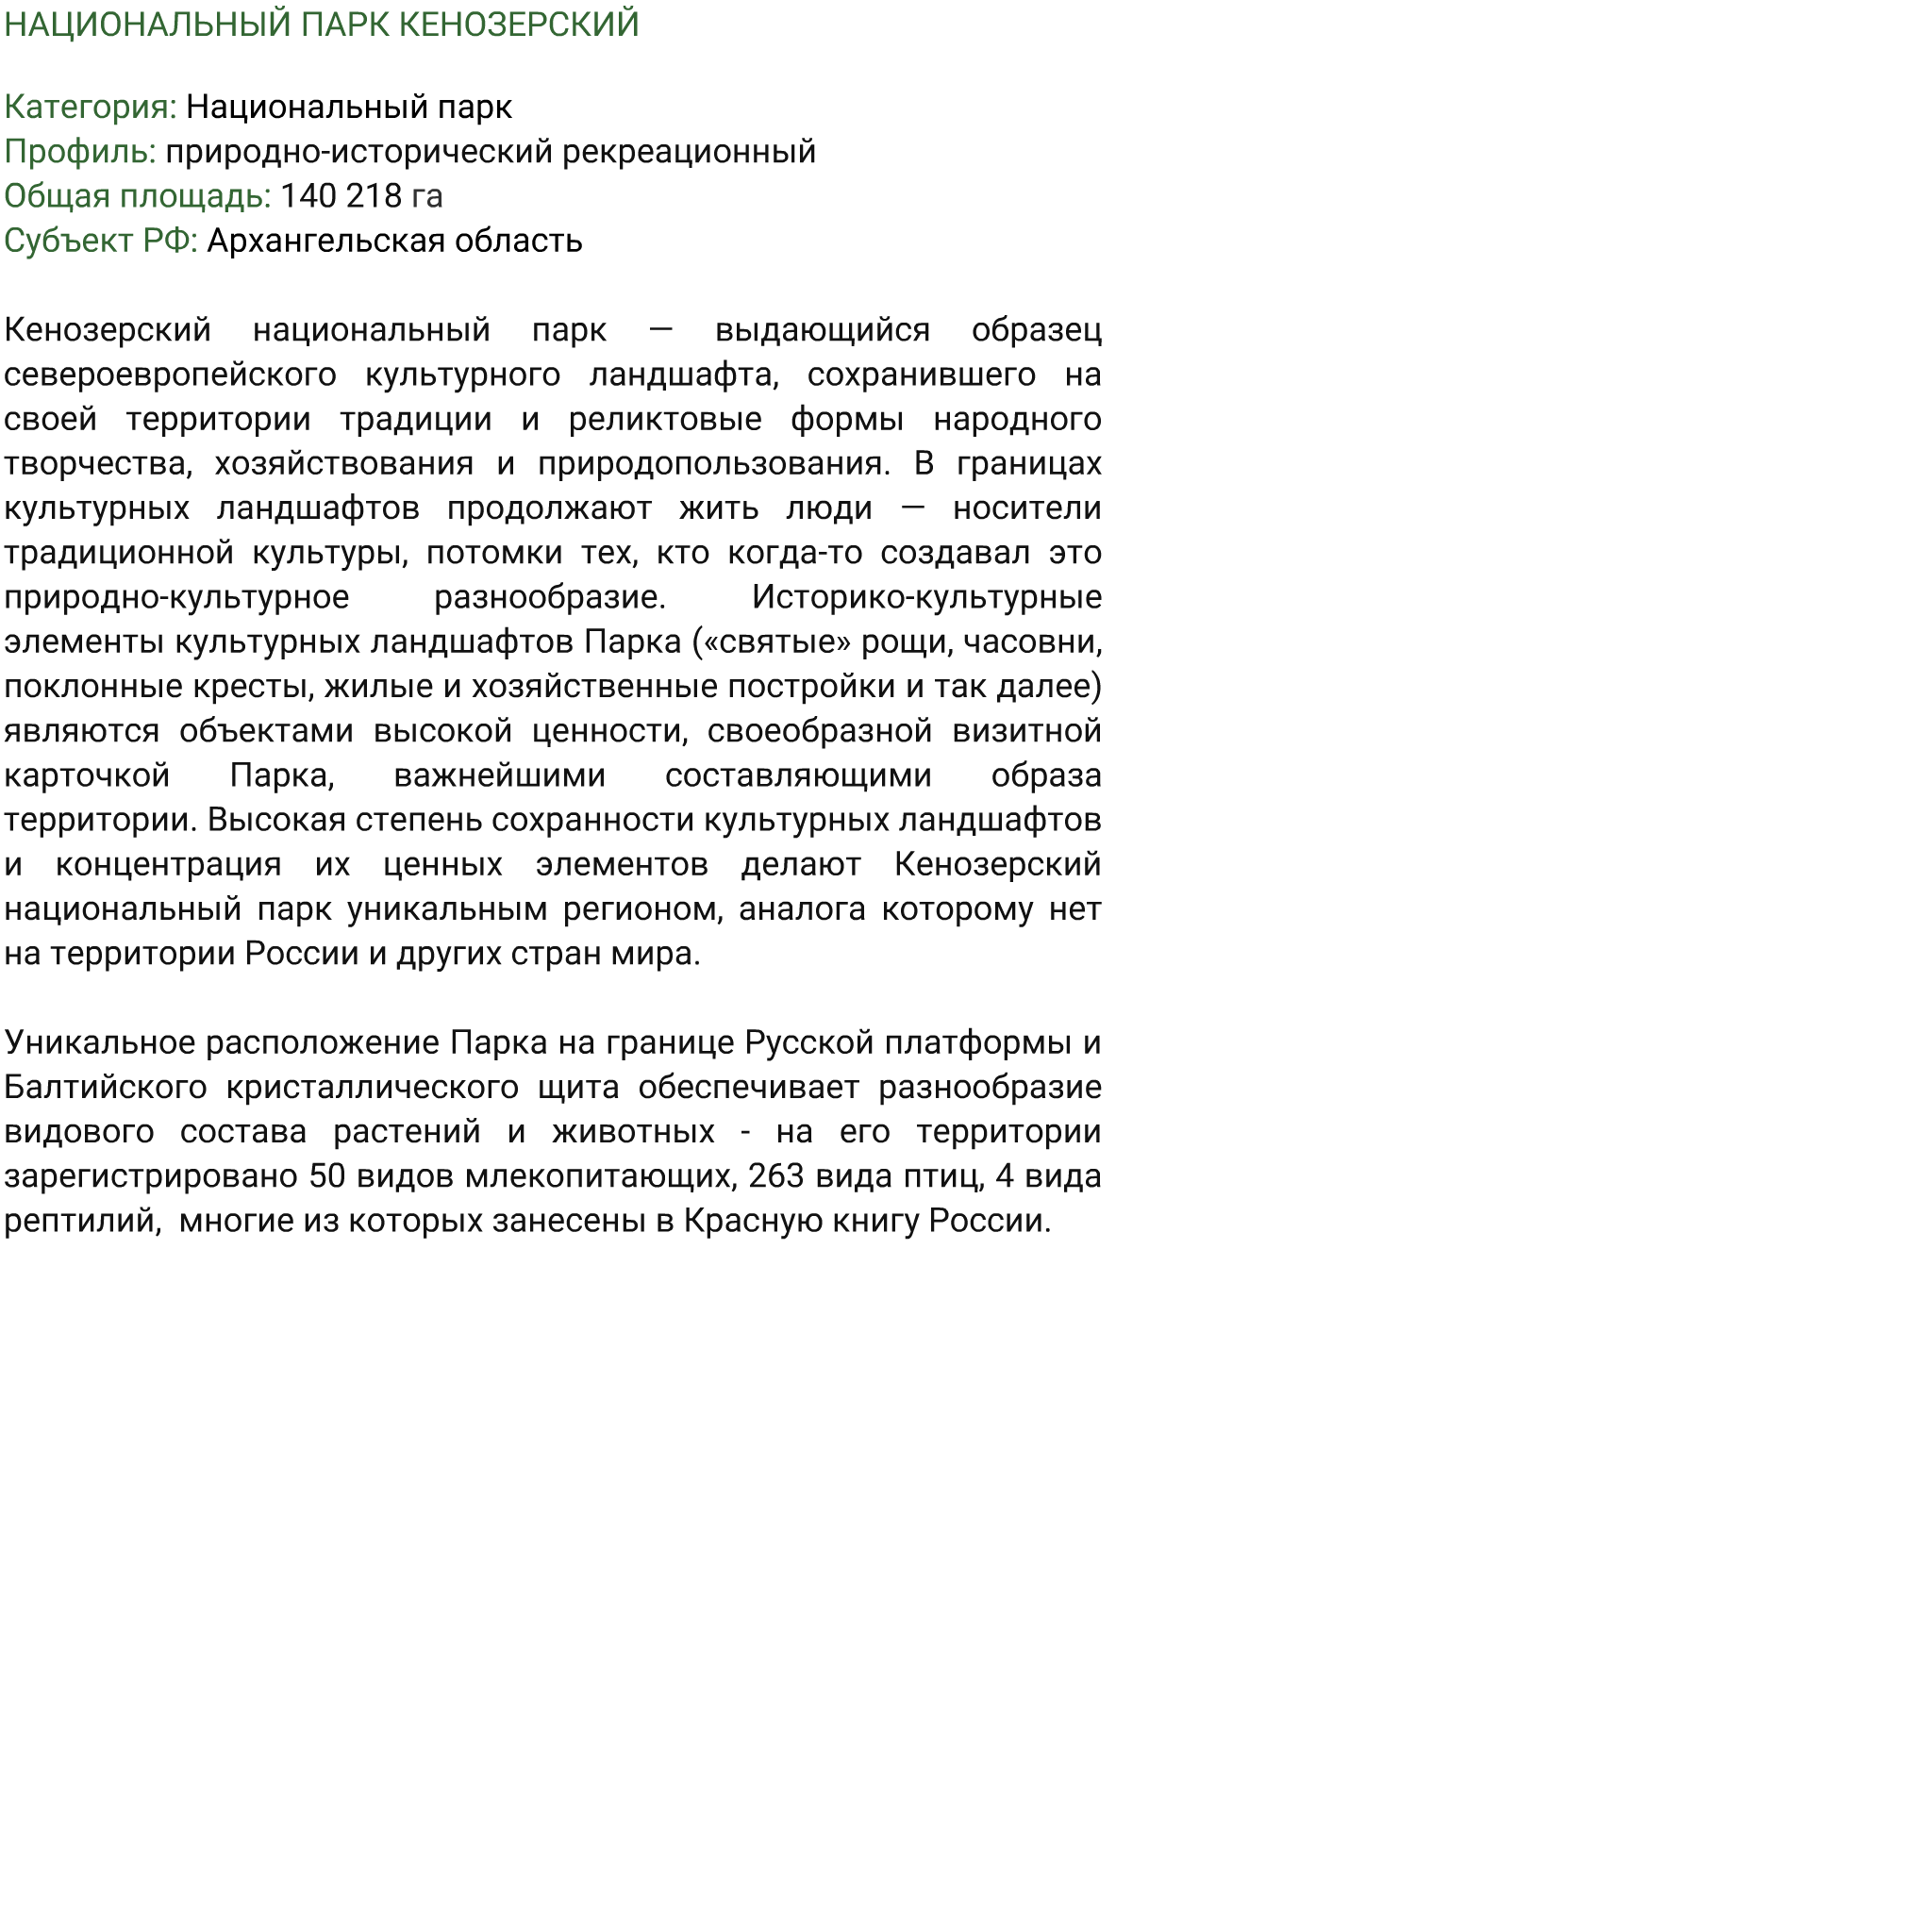 НАЦИОНАЛЬНЫЙ ПАРК КЕНОЗЕРСКИЙ
Категория: Национальный парк
Профиль: природно-исторический рекреационный
Общая площадь: 140 218 га
Субъект РФ: Архангельская область
Кенозерский национальный парк — выдающийся образец
североевропейского культурного ландшафта, сохранившего на
своей территории традиции и реликтовые формы народного
творчества, хозяйствования и природопользования. В границах
культурных ландшафтов продолжают жить люди — носители
традиционной культуры, потомки тех, кто когда-то создавал это
природно-культурное разнообразие. Историко-культурные
элементы культурных ландшафтов Парка («святые» рощи, часовни,
поклонные кресты, жилые и хозяйственные постройки и так далее)
являются объектами высокой ценности, своеобразной визитной
карточкой Парка, важнейшими составляющими образа
территории. Высокая степень сохранности культурных ландшафтов
и концентрация их ценных элементов делают Кенозерский
национальный парк уникальным регионом, аналога которому нет
на территории России и других стран мира.
Уникальное расположение Парка на границе Русской платформы и
Балтийского кристаллического щита обеспечивает разнообразие
видового состава растений и животных - на его территории
зарегистрировано 50 видов млекопитающих, 263 вида птиц, 4 вида
рептилий,  многие из которых занесены в Красную книгу России.